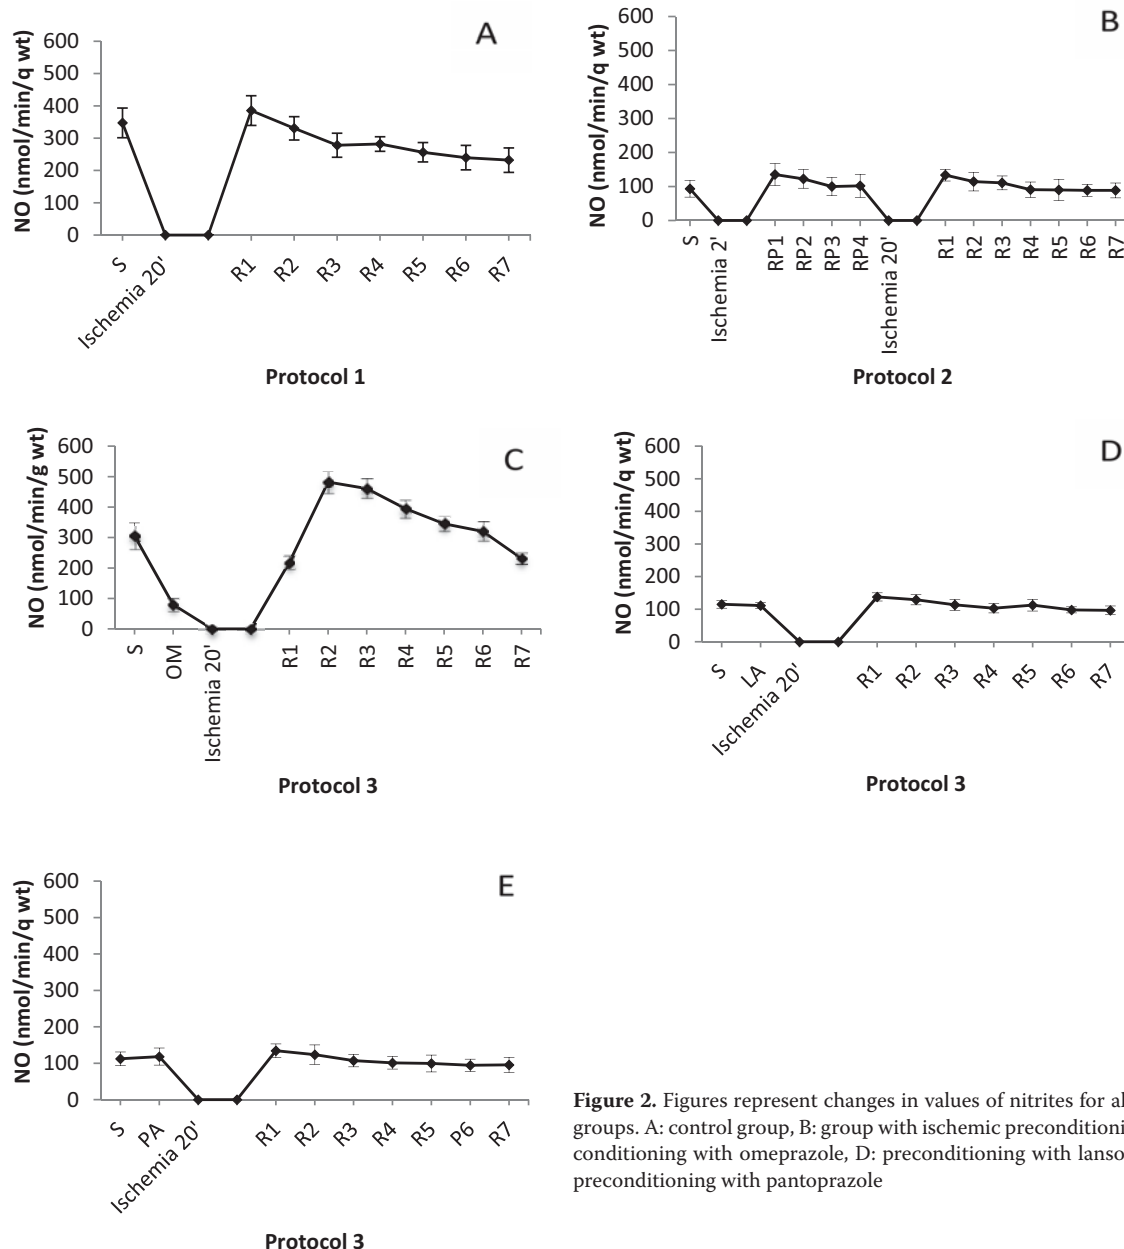 A
NO (nmol/min/q wt)
600
500
400
300
200
100
0
S
Ischemia 20'
R1
R2
R3
R4
R5
R6
R7
Protocol 1
B
NO (nmol/min/q wt)
600
500
400
300
200
100
0
S
Ischemia 2'
RP1
RP2
RP3
RP4
Ischemia 20'
R1
R2
R3
R4
R5
R6
R7
Protocol 2
C
NO (nmol/min/g wt)
600
500
400
300
200
100
0
S
OM
Ischemia 20'
R1
R2
R3
R4
R5
R6
R7
Protocol 3
D
NO (nmol/min/q wt)
600
500
400
300
200
100
0
S
LA
Ischemia 20'
R1
R2
R3
R4
R5
R6
R7
Protocol 3
E
NO (nmol/min/q wt)
600
500
400
300
200
100
0
S
PA
Ischemia 20'
R1
R2
R3
R4
R5
P6
R7
Protocol 3
Figure 2. Figures represent changes in values of nitrites for al
groups. A: control group, B: group with ischemic preconditioni
conditioning with omeprazole, D: preconditioning with lanso
preconditioning with pantoprazole